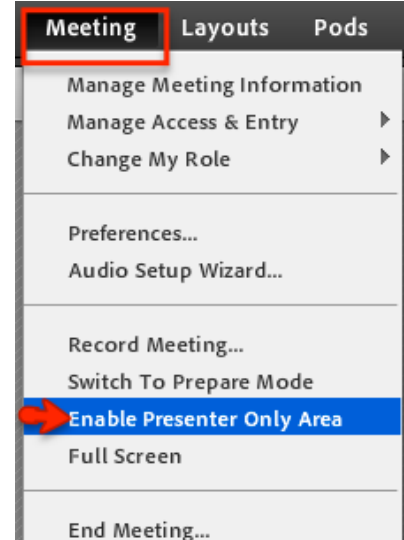 Meeting Layouts Pods
Manage Meeting Information
Manage Access & Entry
Change My Role
Preferences...
Audio Setup Wizard...
Record Meeting...
Switch To Prepare Mode
Enable Presenter Only Area
Full Screen
End Meeting...